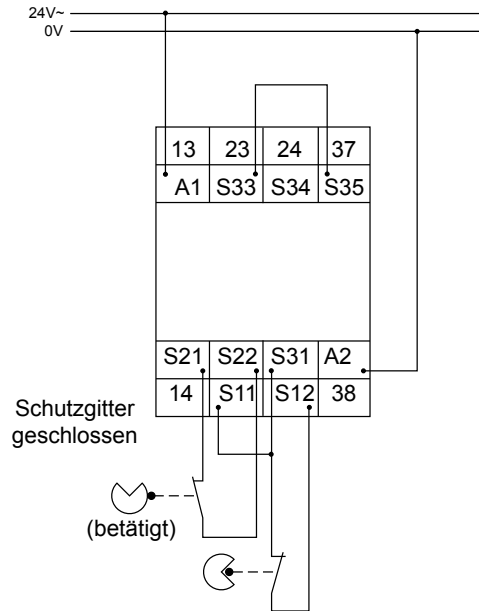 24V~
0V
13 23 24 37
A1 S33 S34 S35
S21 S22 S31 A2
14 S11 S12 38
Schutzgitter
geschlossen
(betätigt)